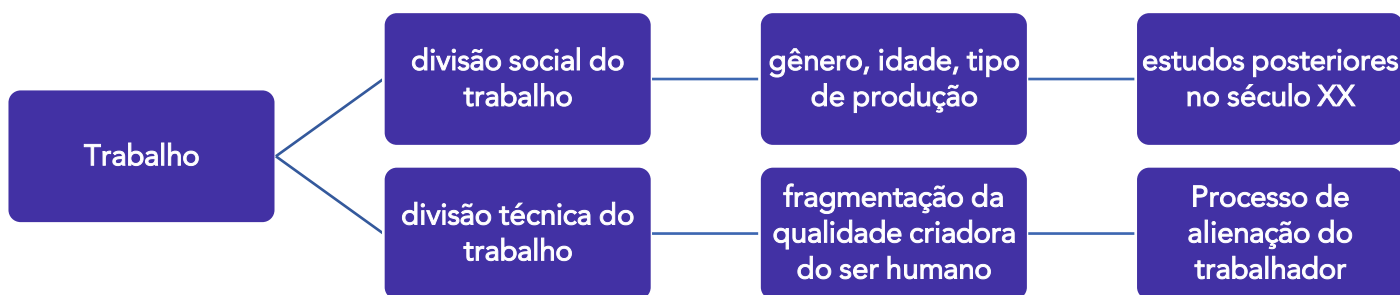 Trabalho
divisão social do
trabalho
gênero, idade, tipo
de produção
estudos posteriores
no século XX
divisão técnica do
trabalho
fragmentação da
qualidade criadora
do ser humano
Processo de
alienação do
trabalhador